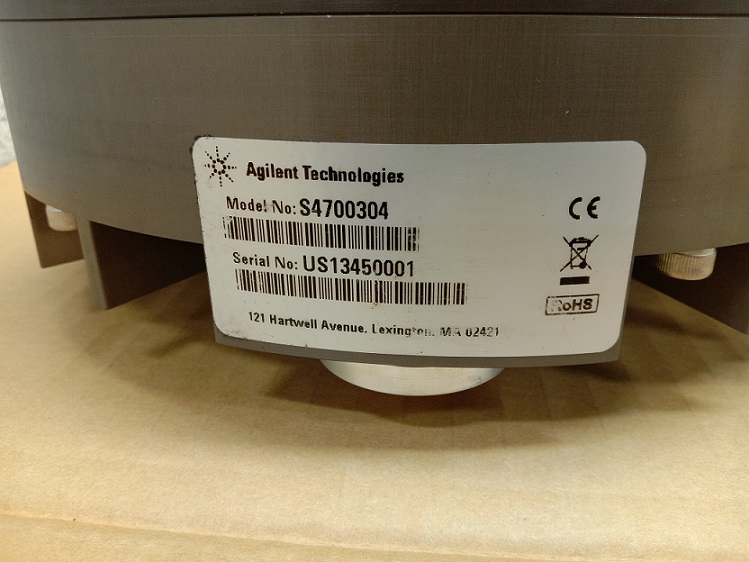 Agilent Technologies
Model No: S4700304
CE
Serial No: US13450001
RoHS
121 Hartwell Avenue, Lexington, MA 02421